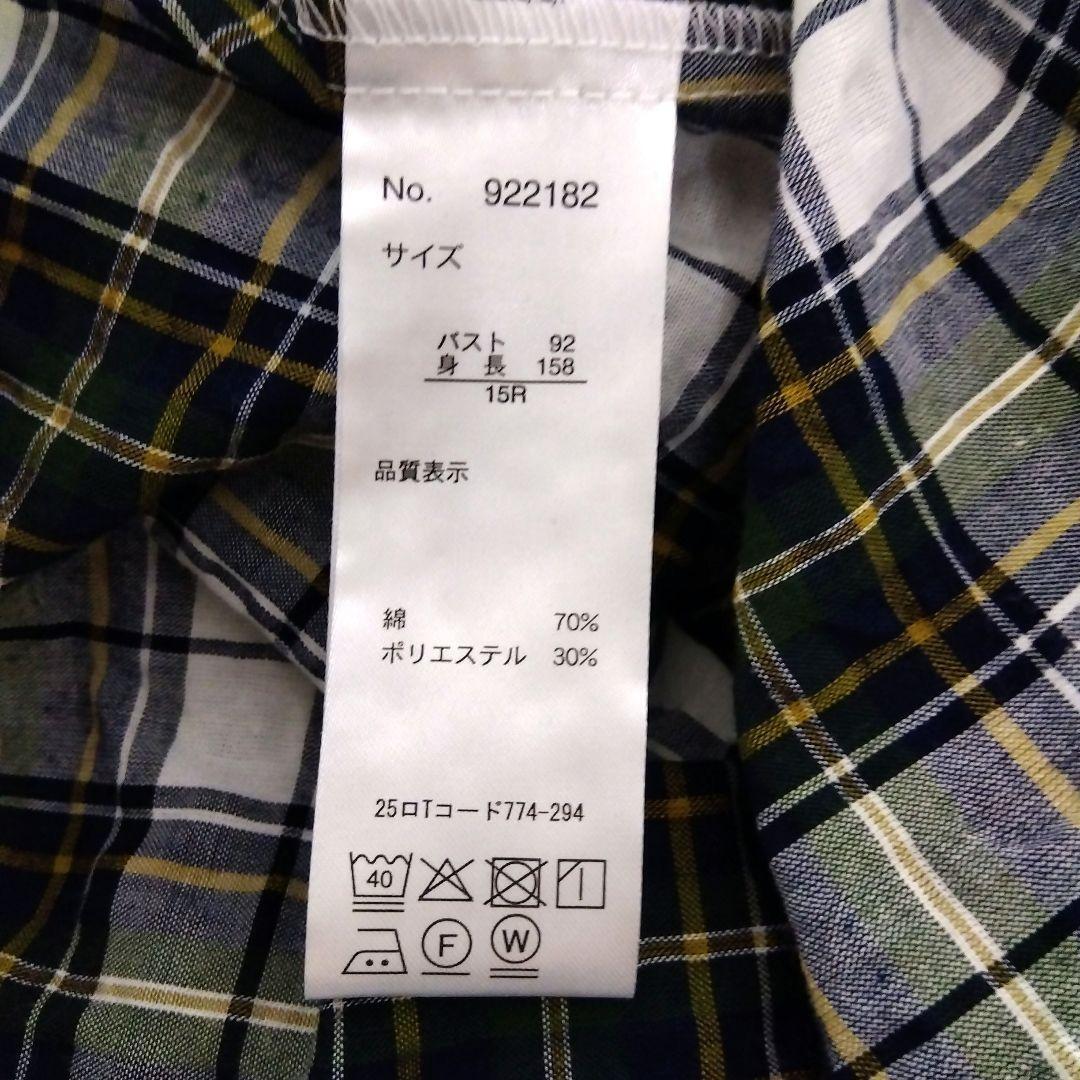 No. 922182
サイズ
バスト 92
身長 158
15R
品質表示
綿 70%
ポリエステル 30%
25ロTコード774-294
40
F W